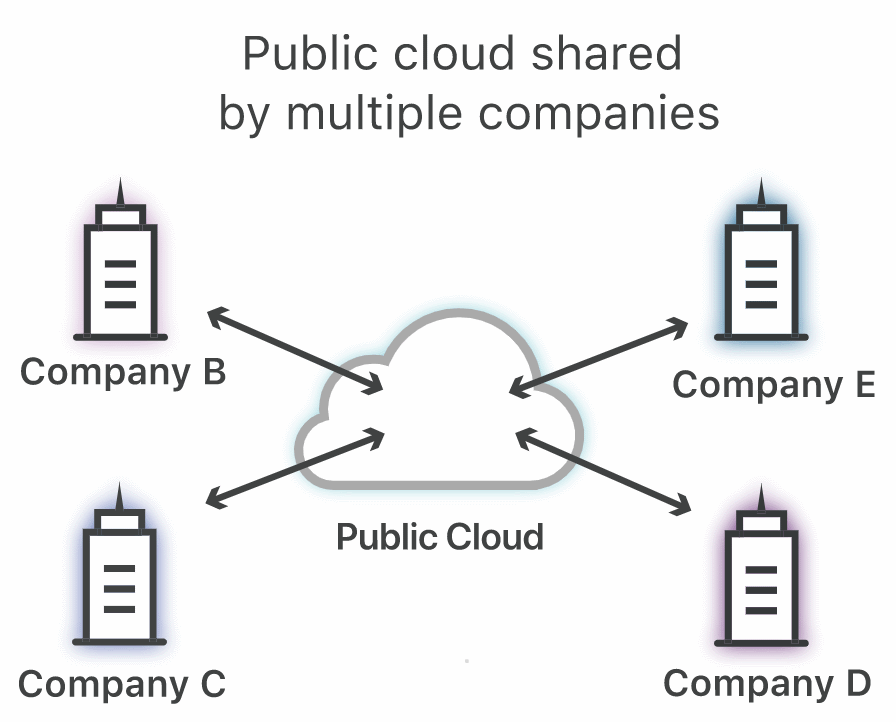 Public cloud shared
by multiple companies
Company B
Company E
Public Cloud
Company C
Company D